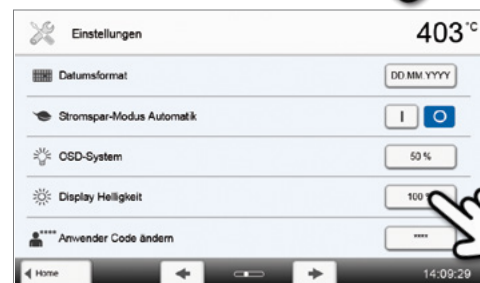 Einstellungen 403 °C
Datumsformat DD.MM.YYYY
Stromspar-Modus Automatik I O
OSD-System 50 %
Display Helligkeit 100
**** Anwender Code ändern ****
Home 14:09:29